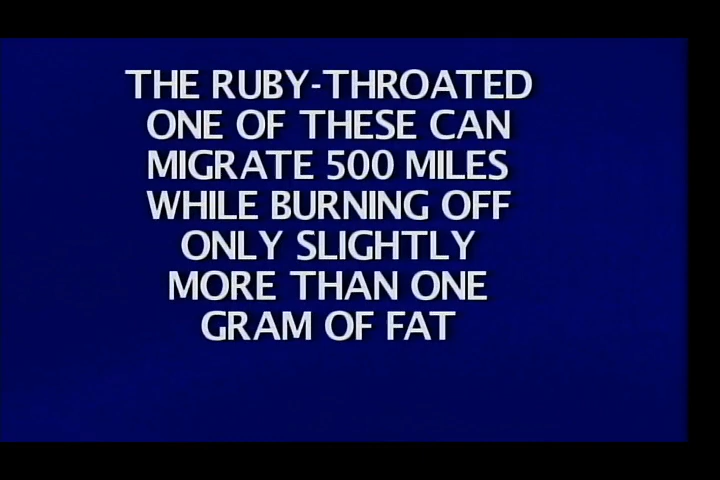 THE RUBY-THROATED
ONE OF THESE CAN
MIGRATE 500 MILES
WHILE BURNING OFF
ONLY SLIGHTLY
MORE THAN ONE
GRAM OF FAT